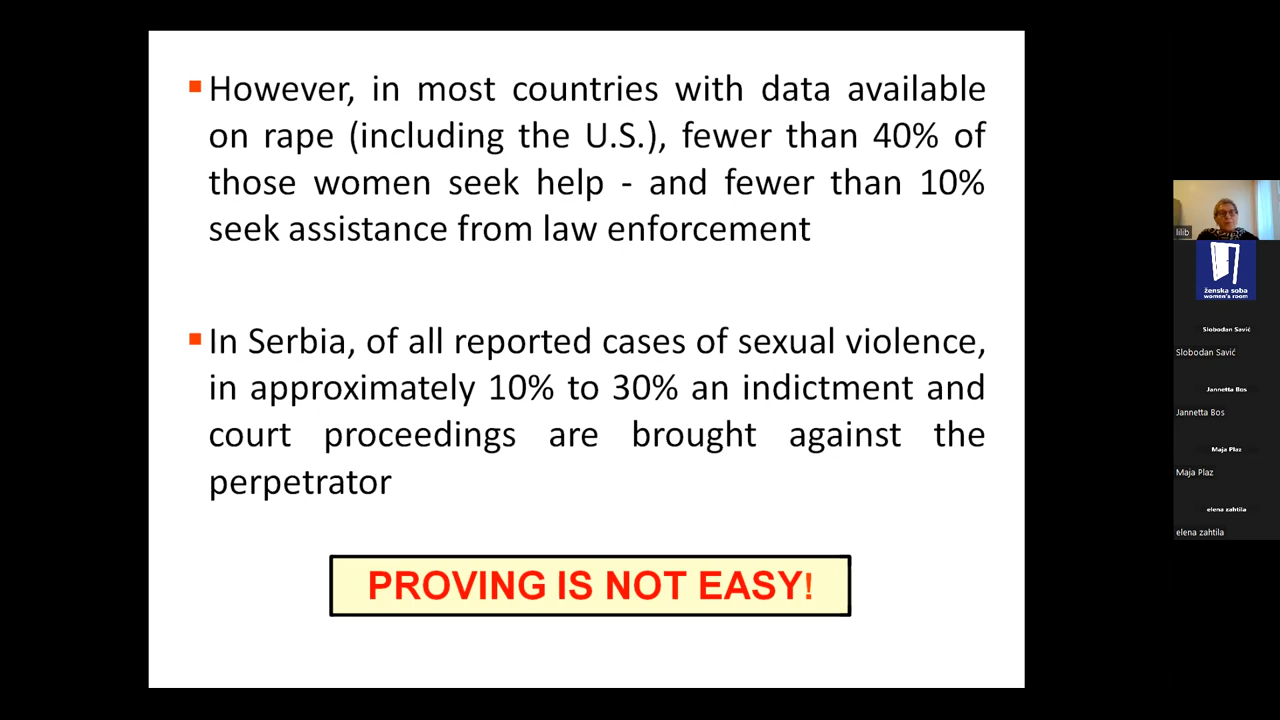 However, in most countries with data available
on rape (including the U.S.), fewer than 40% of
those women seek help - and fewer than 10%
seek assistance from law enforcement
In Serbia, of all reported cases of sexual violence,
in approximately 10% to 30% an indictment and
court proceedings are brought against the
perpetrator
PROVING IS NOT EASY!
lilib
ženska soba
women's room
Slobodan Savić
Slobodan Savić
Jannetta Bos
Jannetta Bos
Maja Plaz
Maja Plaz
elena zahtila
elena zahtila